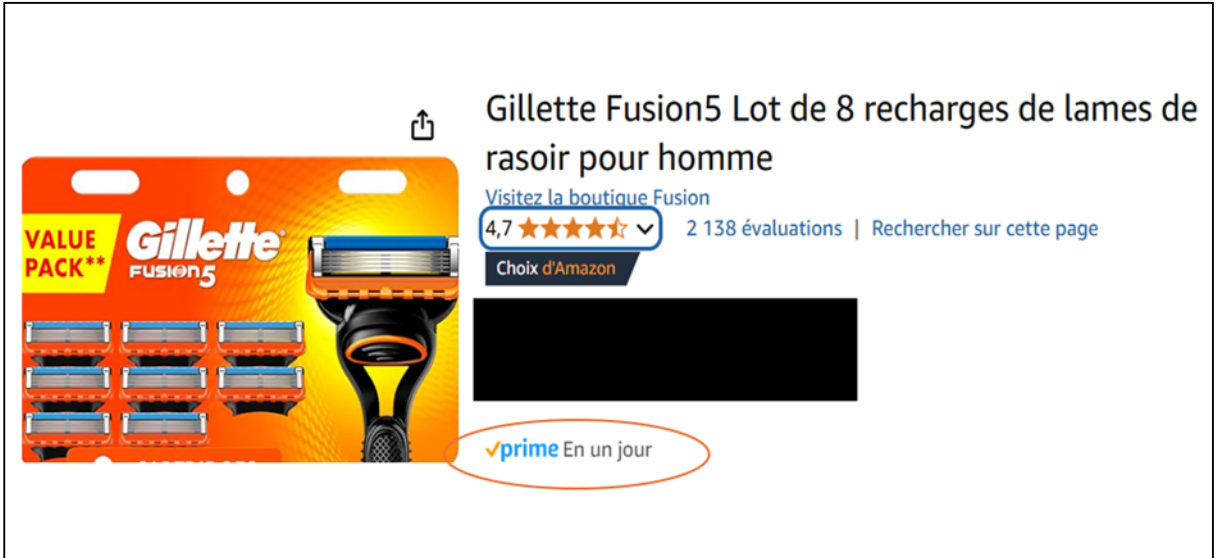 Gillette Fusion5 Lot de 8 recharges de lames de
rasoir pour homme
Visitez la boutique Fusion
4,7
2 138 évaluations | Rechercher sur cette page
Choix d'Amazon
prime En un jour
VALUE
PACK**
Gillette
FUSION5